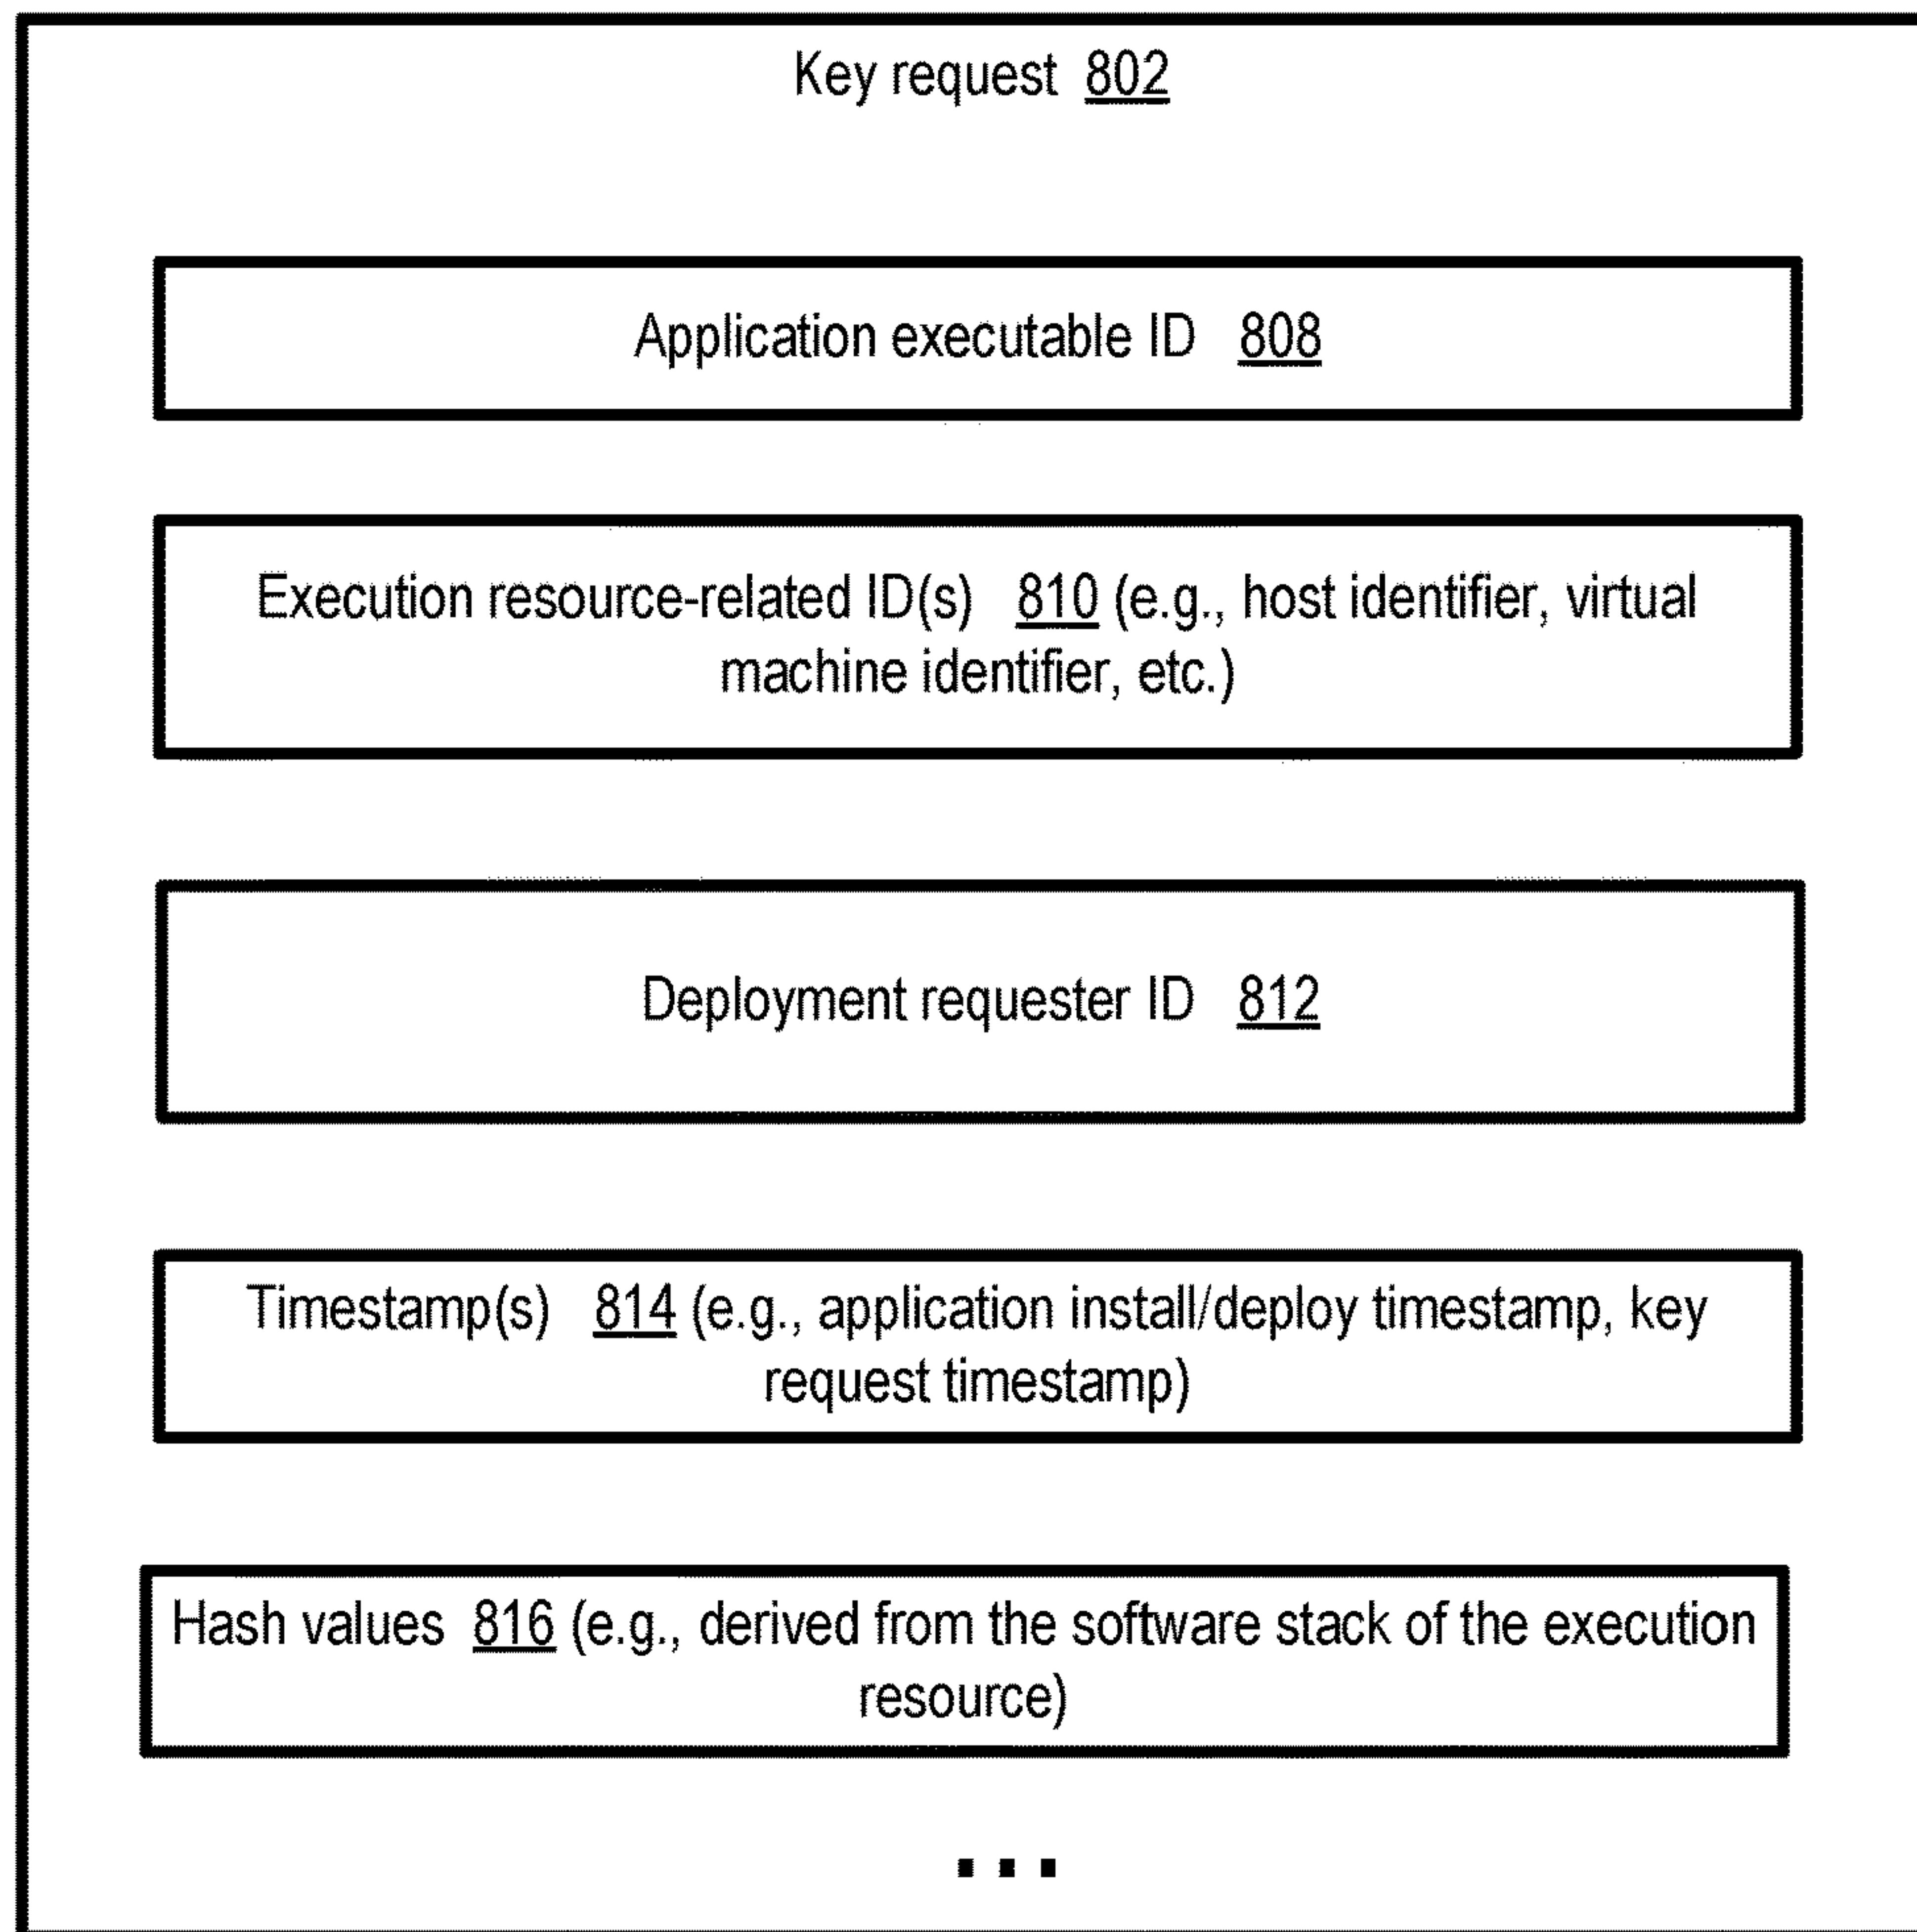 Key request 802
Application executable ID 808
Execution resource-related ID(s) 810 (e.g., host identifier, virtual
machine identifier, etc.)
Deployment requester ID 812
Timestamp(s) 814 (e.g., application install/deploy timestamp, key
request timestamp)
Hash values 816 (e.g., derived from the software stack of the execution
resource)
...